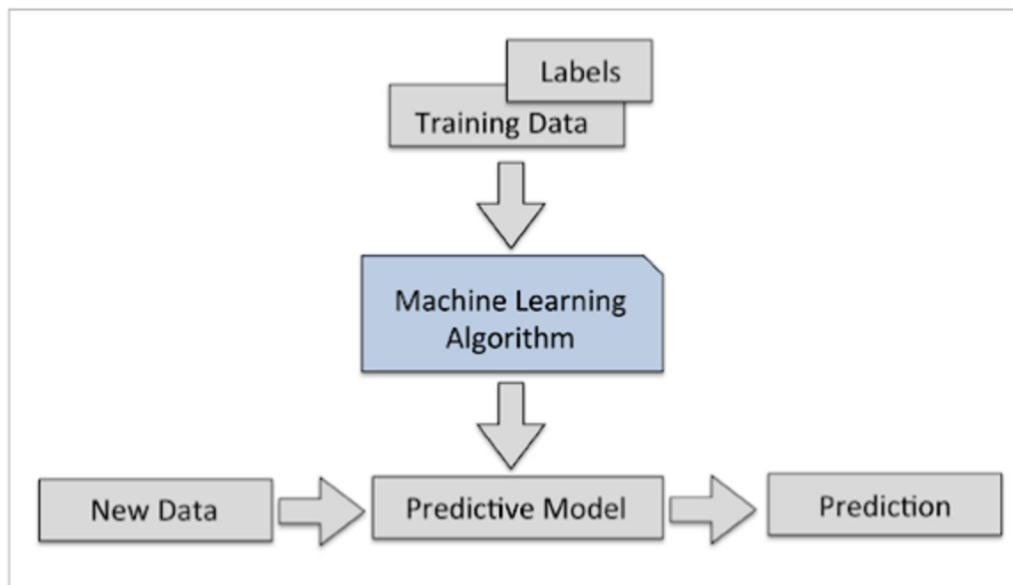 Labels
Training Data
Machine Learning
Algorithm
New Data
Predictive Model
Prediction